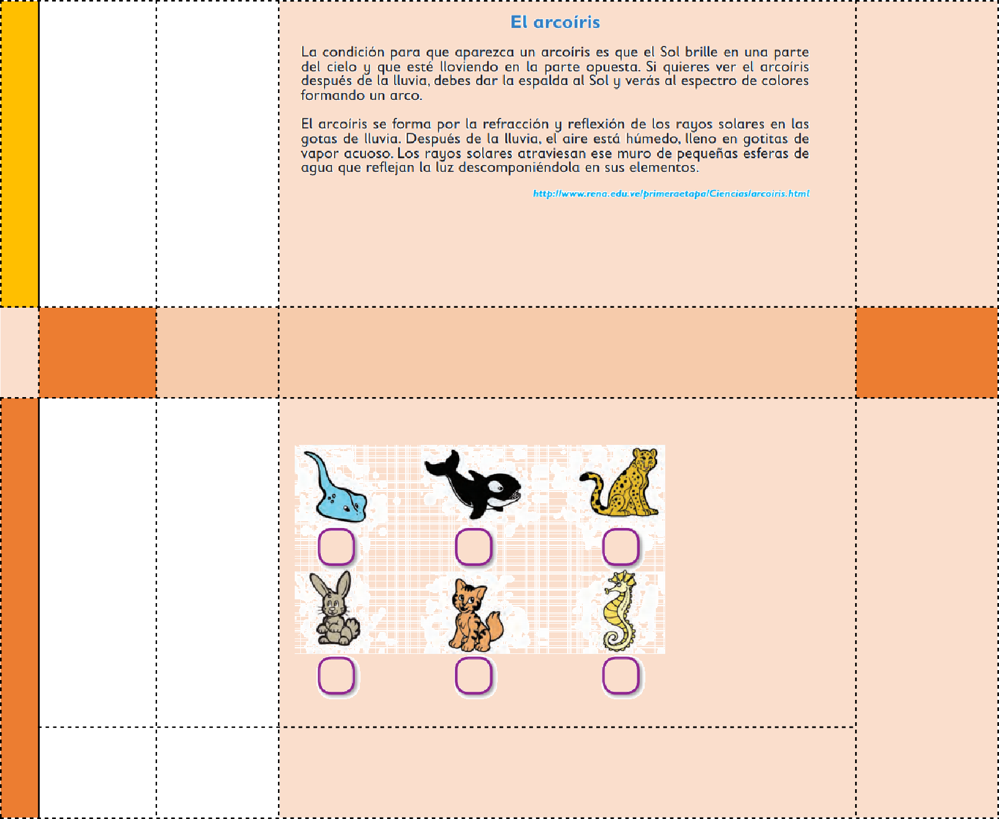 El arcoíris
La condición para que aparezca un arcoíris es que el Sol brille en una parte
del cielo y que esté lloviendo en la parte opuesta. Si quieres ver el arcoíris
después de la lluvia, debes dar la espalda al Sol y verás al espectro de colores
formando un arco.
El arcoíris se forma por la refracción y reflexión de los rayos solares en las
gotas de lluvia. Después de la lluvia, el aire está húmedo, lleno en gotitas de
vapor acuoso. Los rayos solares atraviesan ese muro de pequeñas esferas de
agua que reflejan la luz descomponiéndola en sus elementos.
http://www.rena.edu.ve/primeraetapa/Ciencias/arcoiris.html